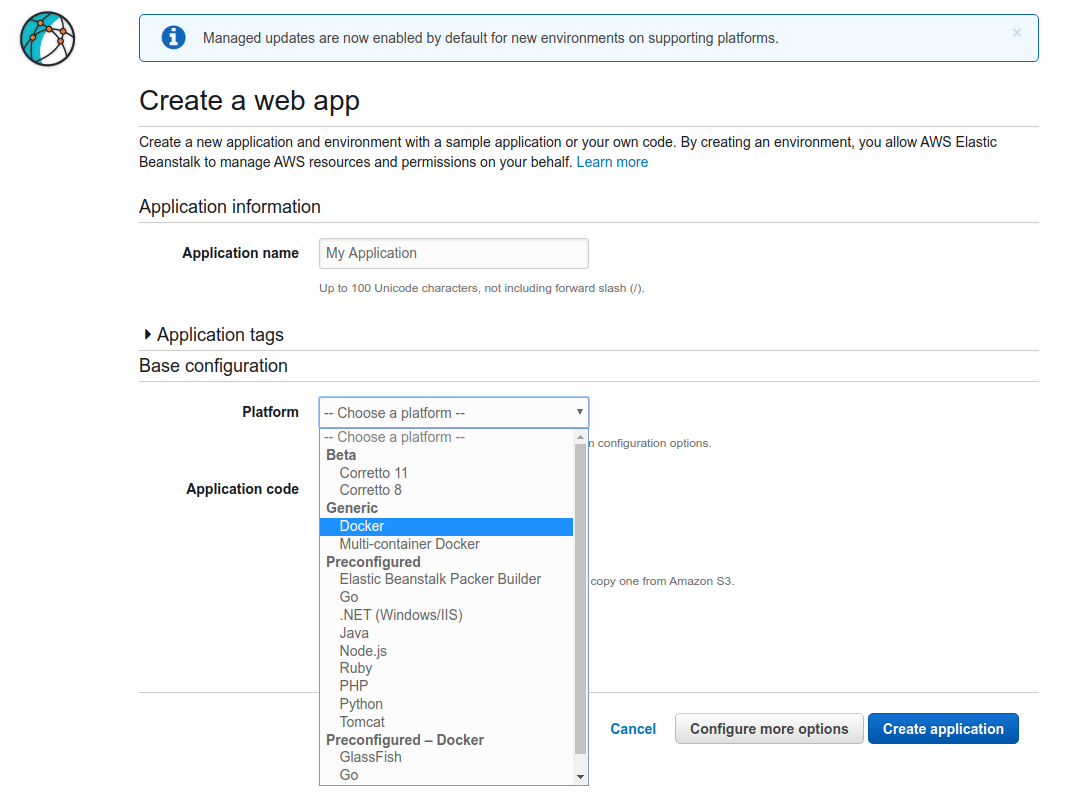 Managed updates are now enabled by default for new environments on supporting platforms.
Create a web app
Create a new application and environment with a sample application or your own code. By creating an environment, you allow AWS Elastic
Beanstalk to manage AWS resources and permissions on your behalf. Learn more
Application information
Application name
My Application
Up to 100 Unicode characters, not including forward slash (/).
Application tags
Base configuration
Platform
-- Choose a platform --
-- Choose a platform --
configuration options.
Beta
Corretto 11
Corretto 8
Application code
Generic
Docker
Multi-container Docker
Preconfigured
Elastic Beanstalk Packer Builder
copy one from Amazon S3.
Go
.NET (Windows/IIS)
Java
Node.js
Ruby
PHP
Python
Tomcat
Preconfigured – Docker
GlassFish
Go
Cancel
Configure more options
Create application